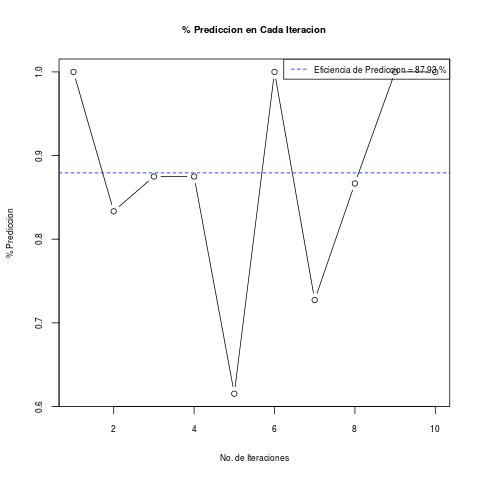 % Prediccion en Cada Iteracion
Eficiencia de Prediccion = 87.93 %
1.0
0.9
0.8
0.7
0.6
% Prediccion
2
4
6
8
10
No. de Iteraciones